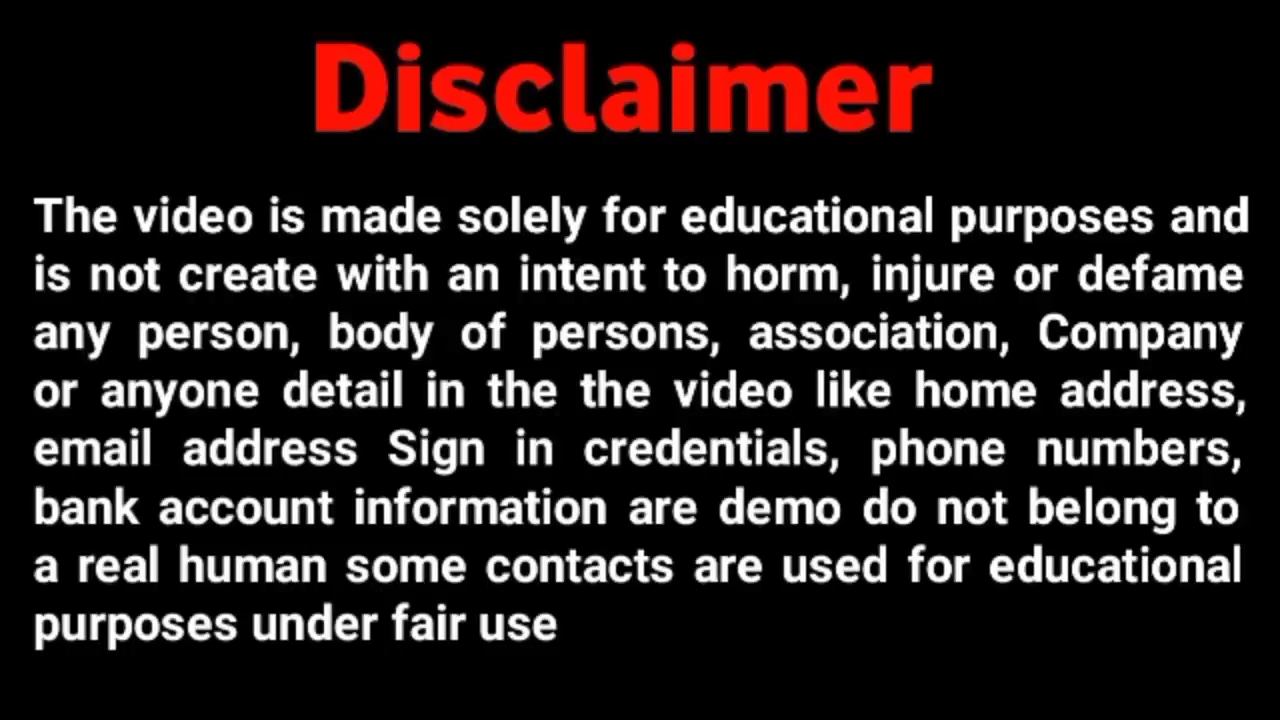 Disclaimer
The video is made solely for educational purposes and
is not create with an intent to horm, injure or defame
any person, body of persons, association, Company
or anyone detail in the the video like home address,
email address Sign in credentials, phone numbers,
bank account information are demo do not belong to
a real human some contacts are used for educational
purposes under fair use